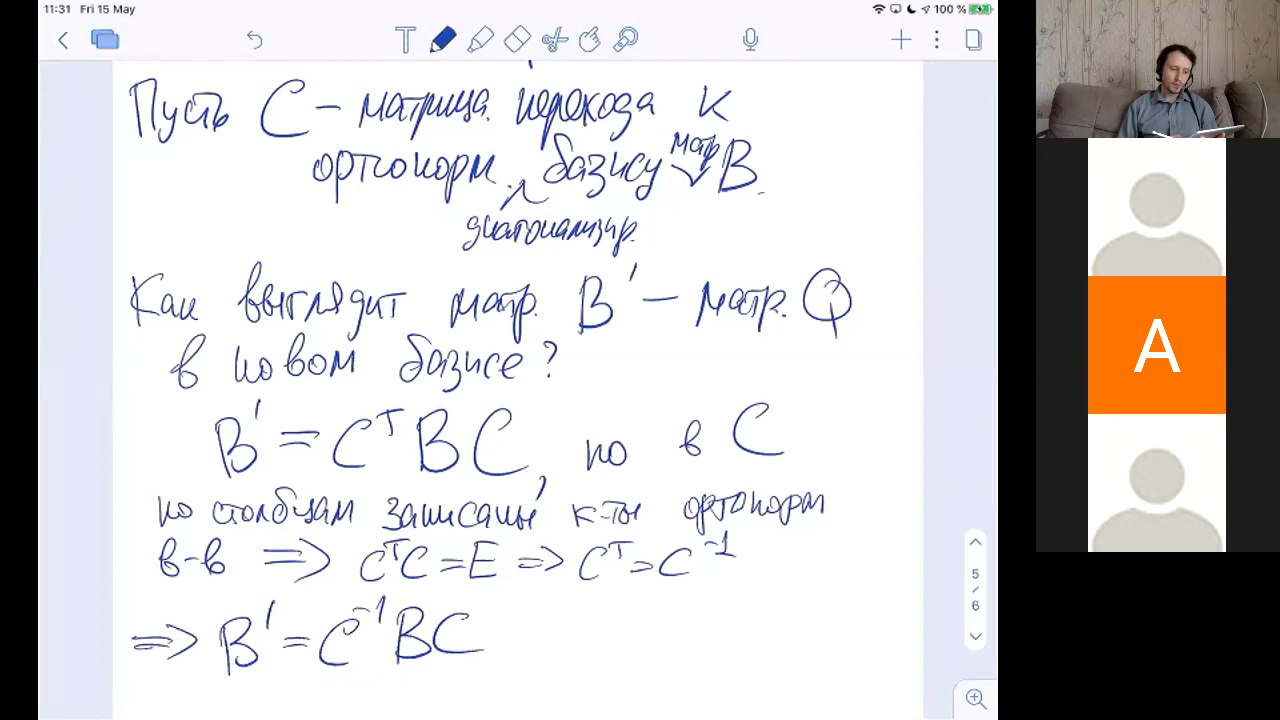 11:31 Fri 15 May
100 %
Пусть C – матрица перехода к
ортонорм. базису матр B.
диагонализир.
Как выглядит матр. B' – матр. Q
в новом базисе?
B' = CᵀBC, но в C
по столбцам записаны к-ты ортонорм
в-в => CᵀC = E => Cᵀ = C⁻¹
=> B' = C⁻¹BC
5
/
6
A